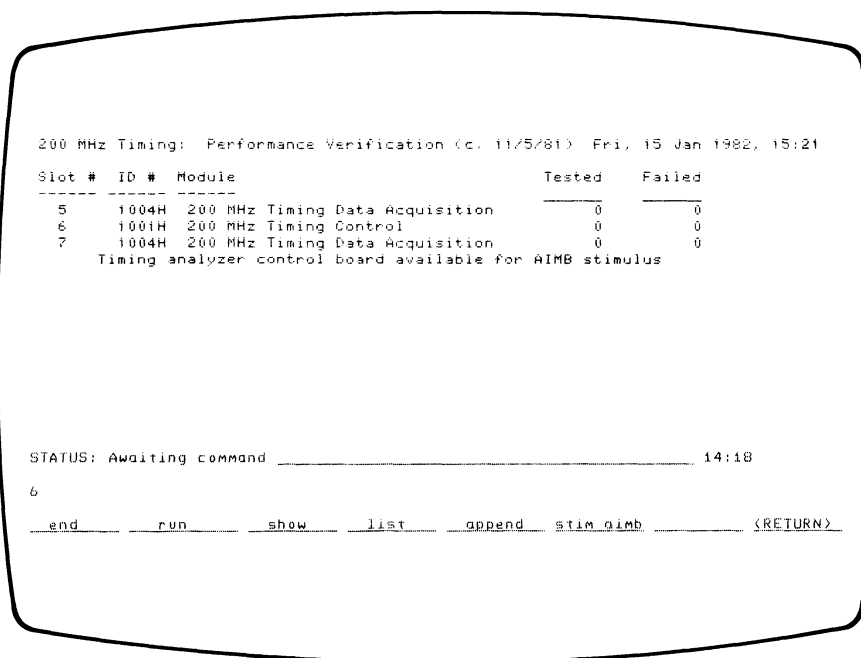 200 MHz Timing: Performance Verification (c. 11/5/81) Fri, 15 Jan 1982, 15:21
Slot # ID # Module Tested Failed
------ ------ ------
5 1004H 200 MHz Timing Data Acquisition 0 0
6 1001H 200 MHz Timing Control 0 0
7 1004H 200 MHz Timing Data Acquisition 0 0
Timing analyzer control board available for AIMB stimulus
STATUS: Awaiting command 14:18
6
end run show list append stim aimb <RETURN>